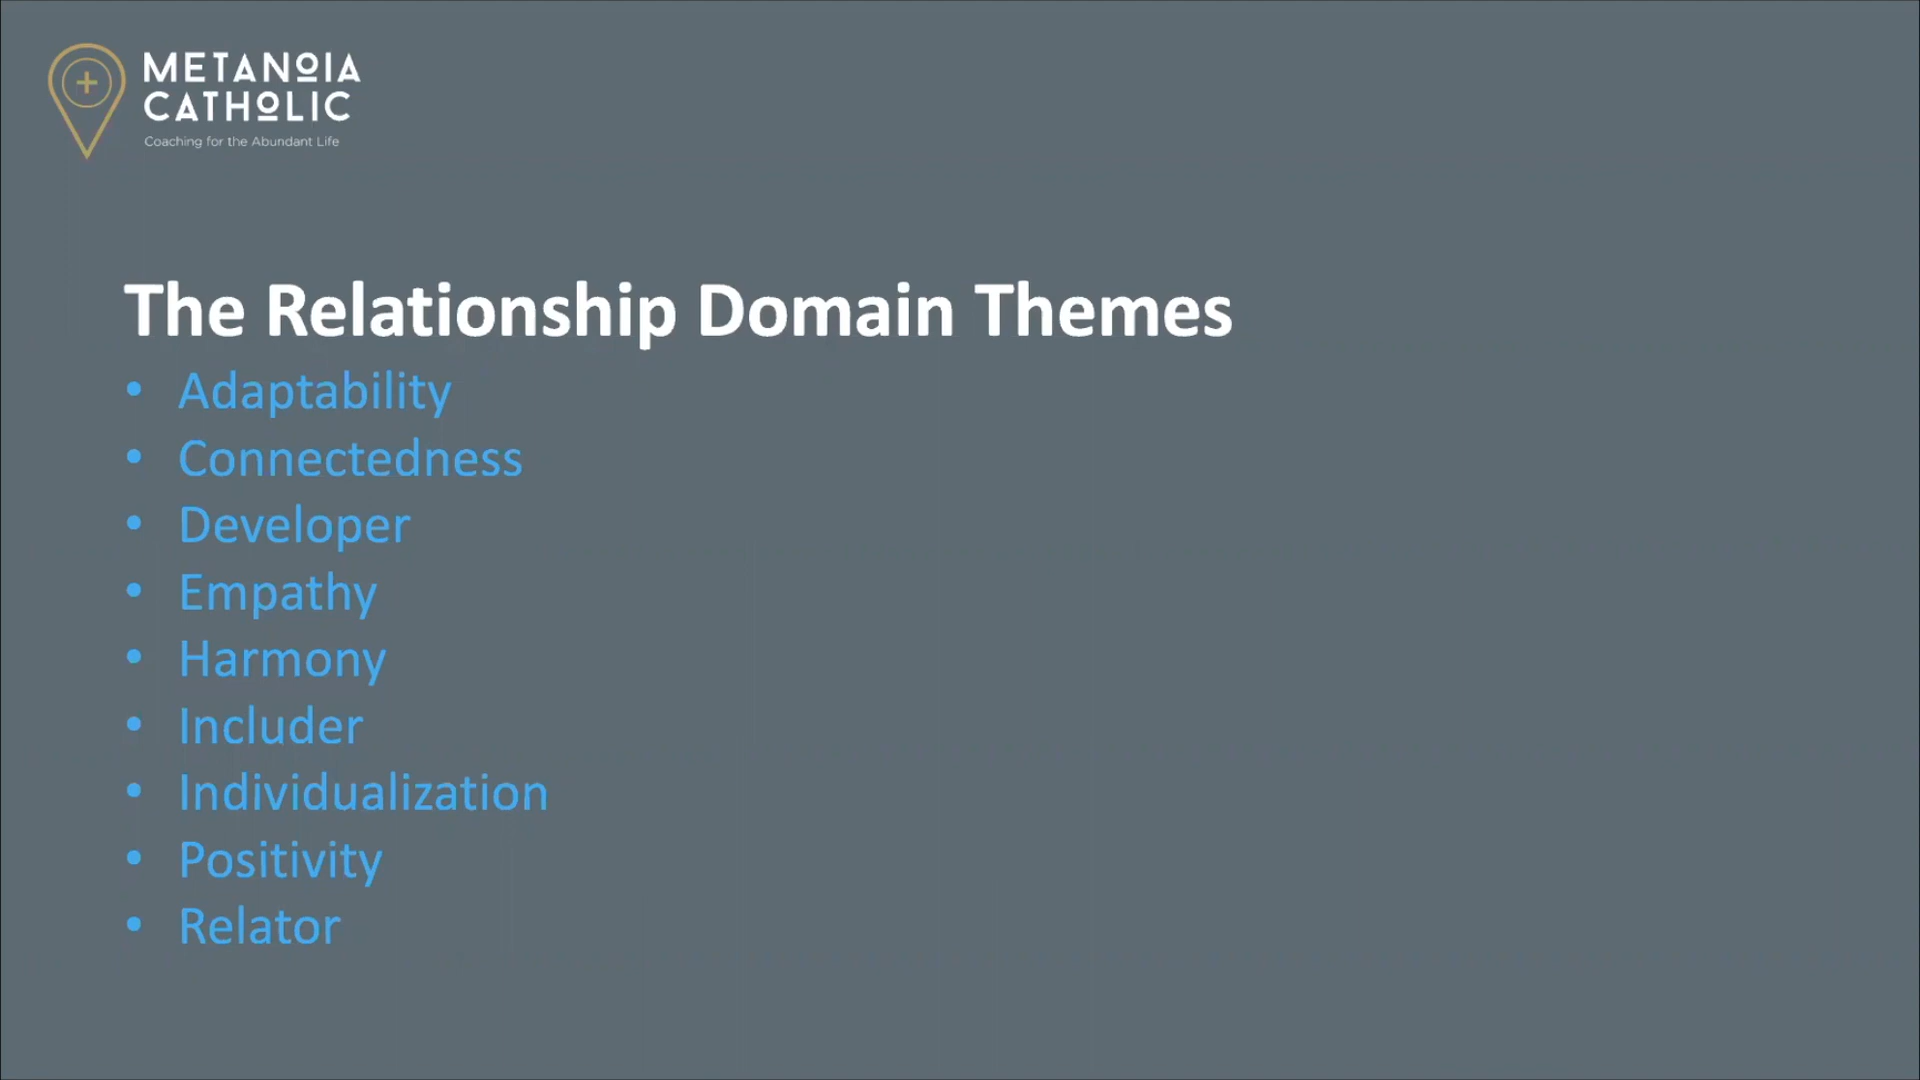 METANOIA
CATHOLIC
Coaching for the Abundant Life
The Relationship Domain Themes
• Adaptability
• Connectedness
• Developer
• Empathy
• Harmony
• Includer
• Individualization
• Positivity
• Relator